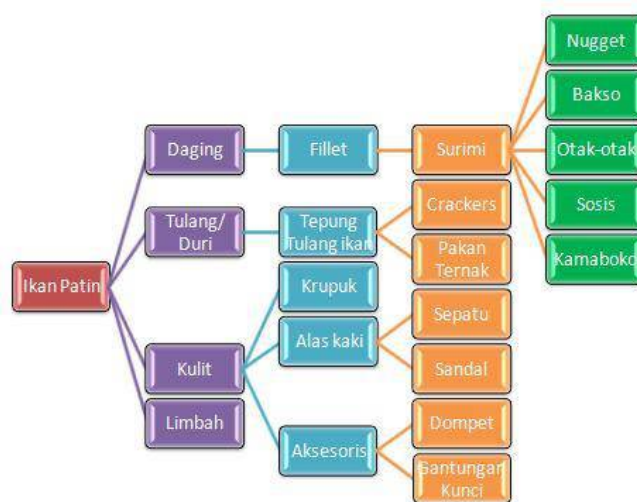 Ikan Patin
Daging
Fillet
Surimi
Nugget
Bakso
Otak-otak
Sosis
Kamaboko
Tulang/
Duri
Tepung
Tulang ikan
Crackers
Pakan
Ternak
Kulit
Krupuk
Alas kaki
Sepatu
Sandal
Aksesoris
Dompet
Gantungan
Kunci
Limbah